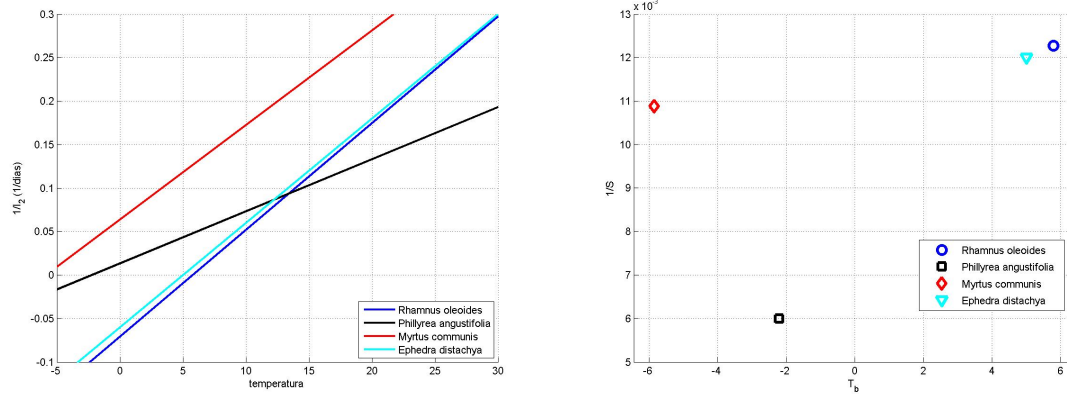 0.3
0.25
0.2
0.15
0.1
0.05
0
-0.05
-0.1
1/I₂ (1/dias)
-5
0
5
10
15
20
25
30
temperatura
Rhamnus oleoides
Phillyrea angustifolia
Myrtus communis
Ephedra distachya
x 10⁻³
13
12
11
10
9
8
7
6
5
1/S
-6
-4
-2
0
2
4
6
T_b
Rhamnus oleoides
Phillyrea angustifolia
Myrtus communis
Ephedra distachya